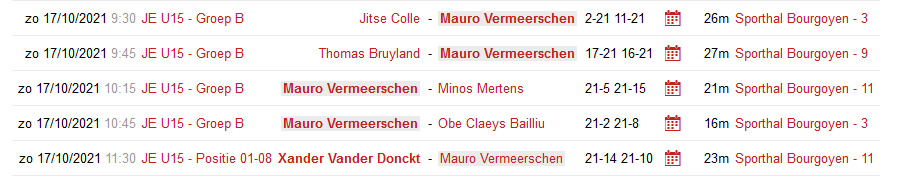 zo 17/10/2021 9:30 JE U15 - Groep B Jitse Colle - Mauro Vermeerschen 2-21 11-21 26m Sporthal Bourgoyen - 3
zo 17/10/2021 9:45 JE U15 - Groep B Thomas Bruyland - Mauro Vermeerschen 17-21 16-21 27m Sporthal Bourgoyen - 9
zo 17/10/2021 10:15 JE U15 - Groep B Mauro Vermeerschen - Minos Mertens 21-5 21-15 21m Sporthal Bourgoyen - 11
zo 17/10/2021 10:45 JE U15 - Groep B Mauro Vermeerschen - Obe Claeys Bailliu 21-2 21-8 16m Sporthal Bourgoyen - 3
zo 17/10/2021 11:30 JE U15 - Positie 01-08 Xander Vander Donckt - Mauro Vermeerschen 21-14 21-10 23m Sporthal Bourgoyen - 11